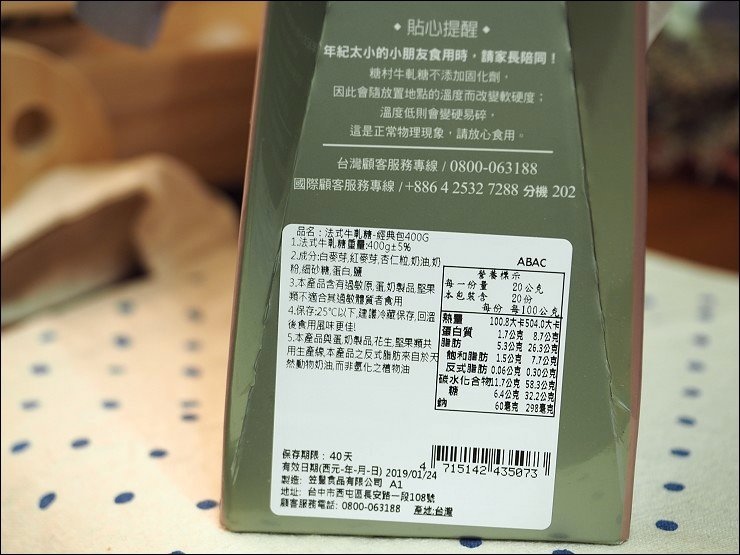 貼心提醒
年紀太小的小朋友食用時，請家長陪同！
糖村牛軋糖不添加固化劑，
因此會隨放置地點的溫度而改變軟硬度；
溫度低則會變硬易碎，
這是正常物理現象，請放心食用。
台灣顧客服務專線 / 0800-063188
國際顧客服務專線 / +886 4 2532 7288 分機 202
品名：法式牛軋糖-經典包400G
1.法式牛軋糖重量:400g±5%
2.成分:白麥芽,紅麥芽,杏仁粒,奶油,奶
粉,細砂糖,蛋白,鹽
3.本產品含有過敏原,蛋,奶製品,堅果
類不適合其過敏體質者食用
4.保存:25°C以下,建議冷藏保存,回溫
後食用風味更佳!
5.本產品與蛋,奶製品,花生,堅果類共
用生產線,本產品之反式脂肪來自於天
然動物奶油,而非氫化之植物油
ABAC
營養標示
每一份量 20公克
本包裝含 20份
每份 每100公克
熱量 100.8大卡 504.0大卡
蛋白質 1.7公克 8.7公克
脂肪 5.3公克 26.3公克
飽和脂肪 1.5公克 7.7公克
反式脂肪 0.06公克 0.30公克
碳水化合物 11.7公克 58.3公克
糖 6.4公克 32.2公克
鈉 60毫克 298毫克
保存期限：40天
有效日期(西元-年-月-日) 2019/01/24
製造: 笠豐食品有限公司 A1
地址: 台中市西屯區長安路一段108號
顧客服務電話: 0800-063188 產地:台灣
4 715142 435073